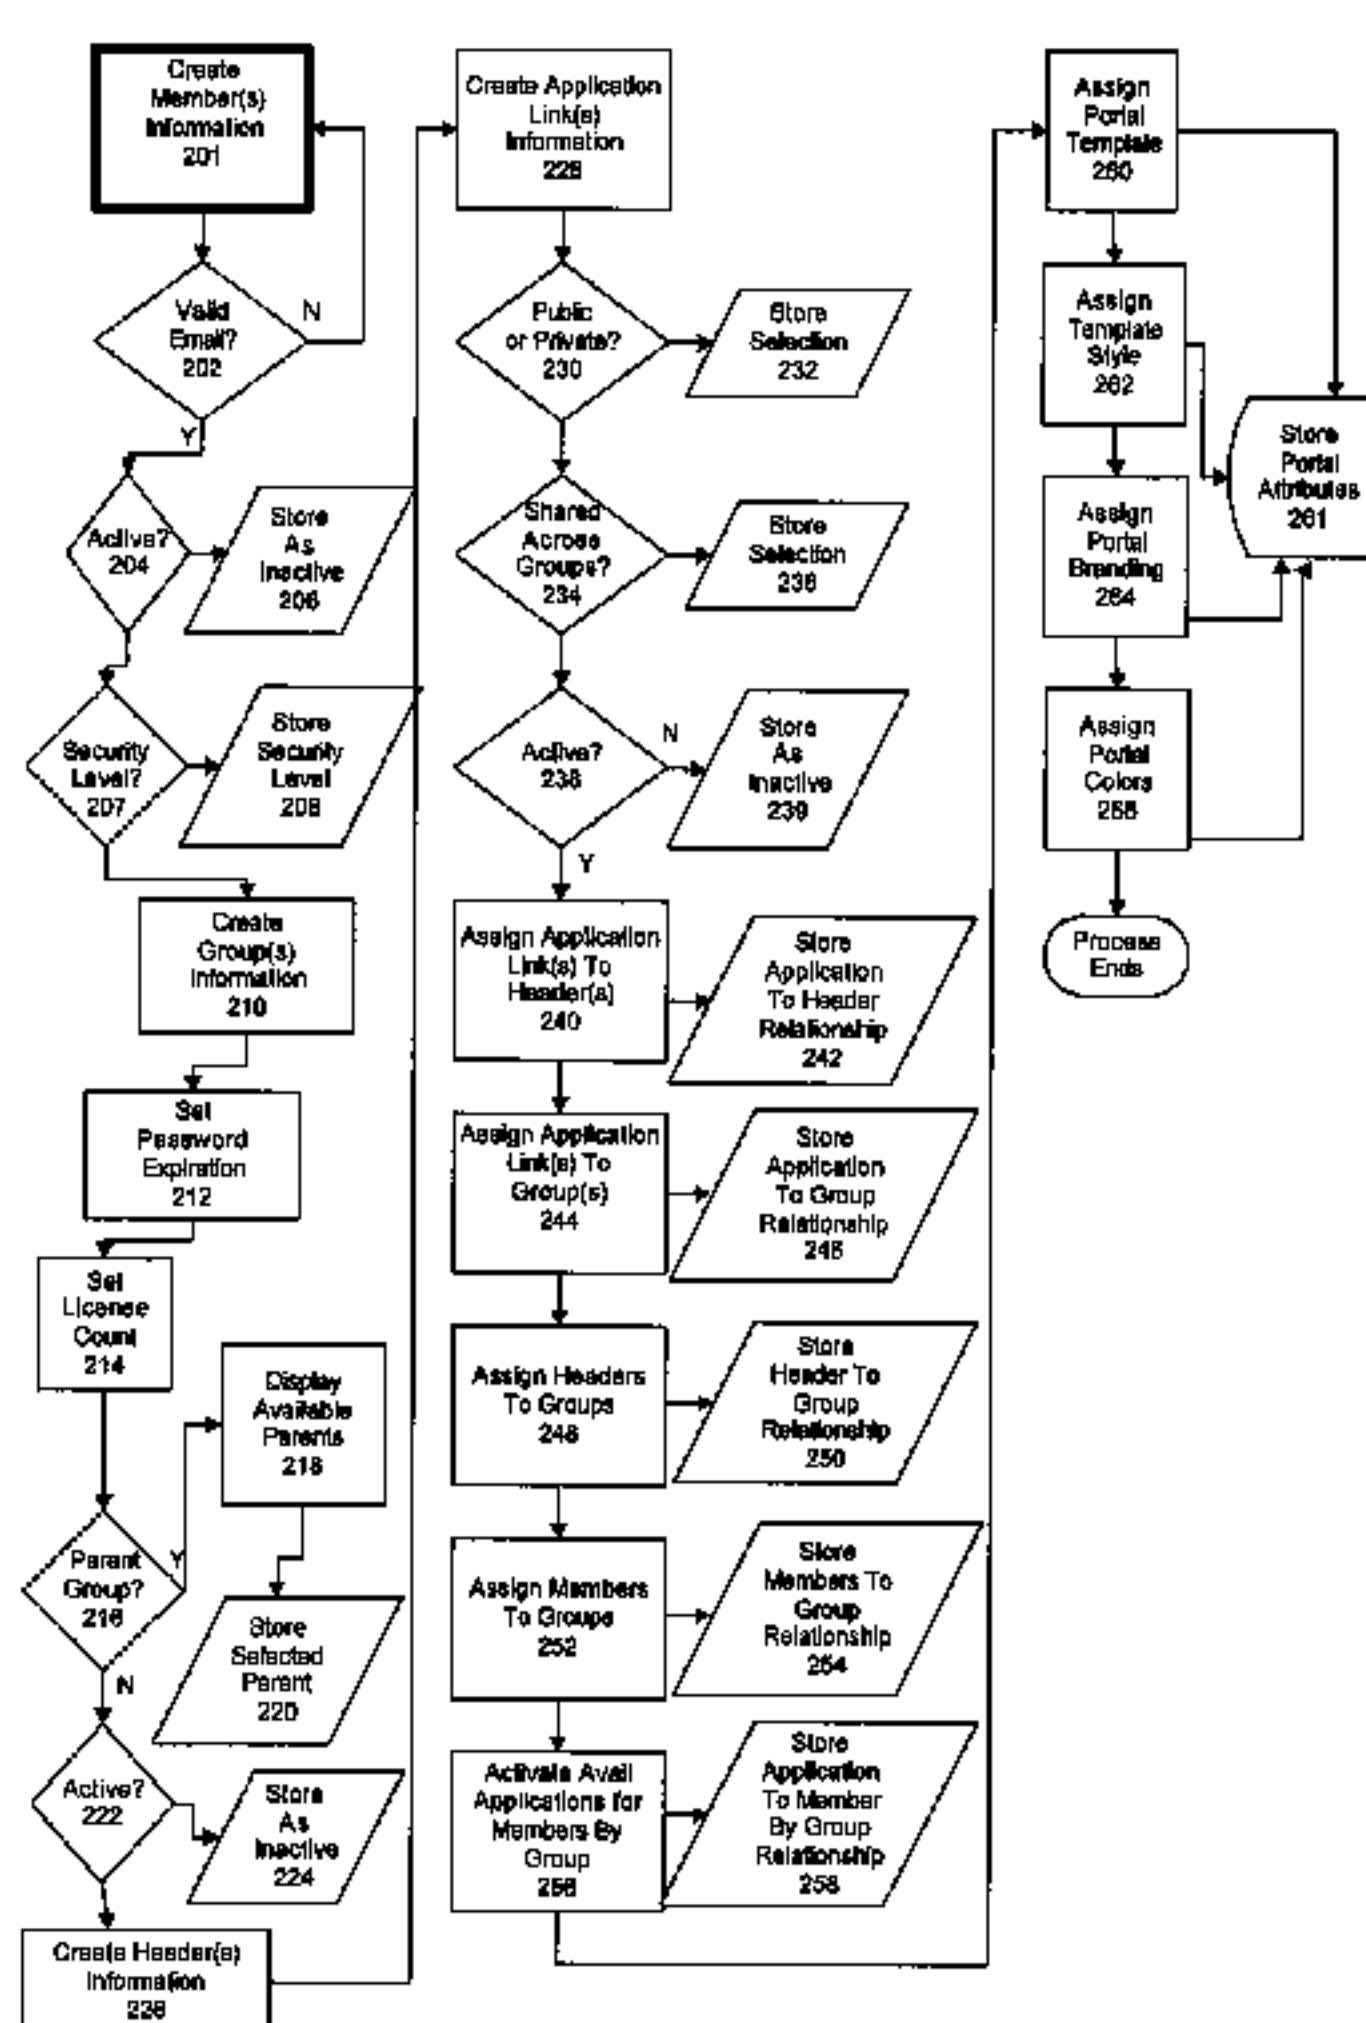 Create
Member(s)
Information
201
Valid
Email?
202
N
Y
Active?
204
Store
As
Inactive
206
Security
Level?
207
Store
Security
Level
208
Create
Group(s)
Information
210
Set
Password
Expiration
212
Set
License
Count
214
Display
Available
Parents
218
Parent
Group?
216
Y
N
Store
Selected
Parent
220
Active?
222
Store
As
Inactive
224
Create Header(s)
Information
Create Application
Link(s)
Information
Public
or Private?
230
Store
Selection
232
Shared
Across
Groups?
234
Store
Selection
236
Active?
238
N
Y
Store
As
Inactive
239
Assign Application
Link(s) To
Header(s)
240
Store
Application
To Header
Relationship
242
Assign Application
Link(s) To
Group(s)
244
Store
Application
To Group
Relationship
246
Assign Headers
To Groups
248
Store
Header To
Group
Relationship
250
Assign Members
To Groups
252
Store
Members To
Group
Relationship
254
Activate Avail
Applications for
Members By
Group
256
Store
Application
To Member
By Group
Relationship
258
Assign
Portal
Template
260
Assign
Template
Style
262
Store
Portal
Attributes
261
Assign
Portal
Branding
264
Assign
Portal
Colors
Process
Ends